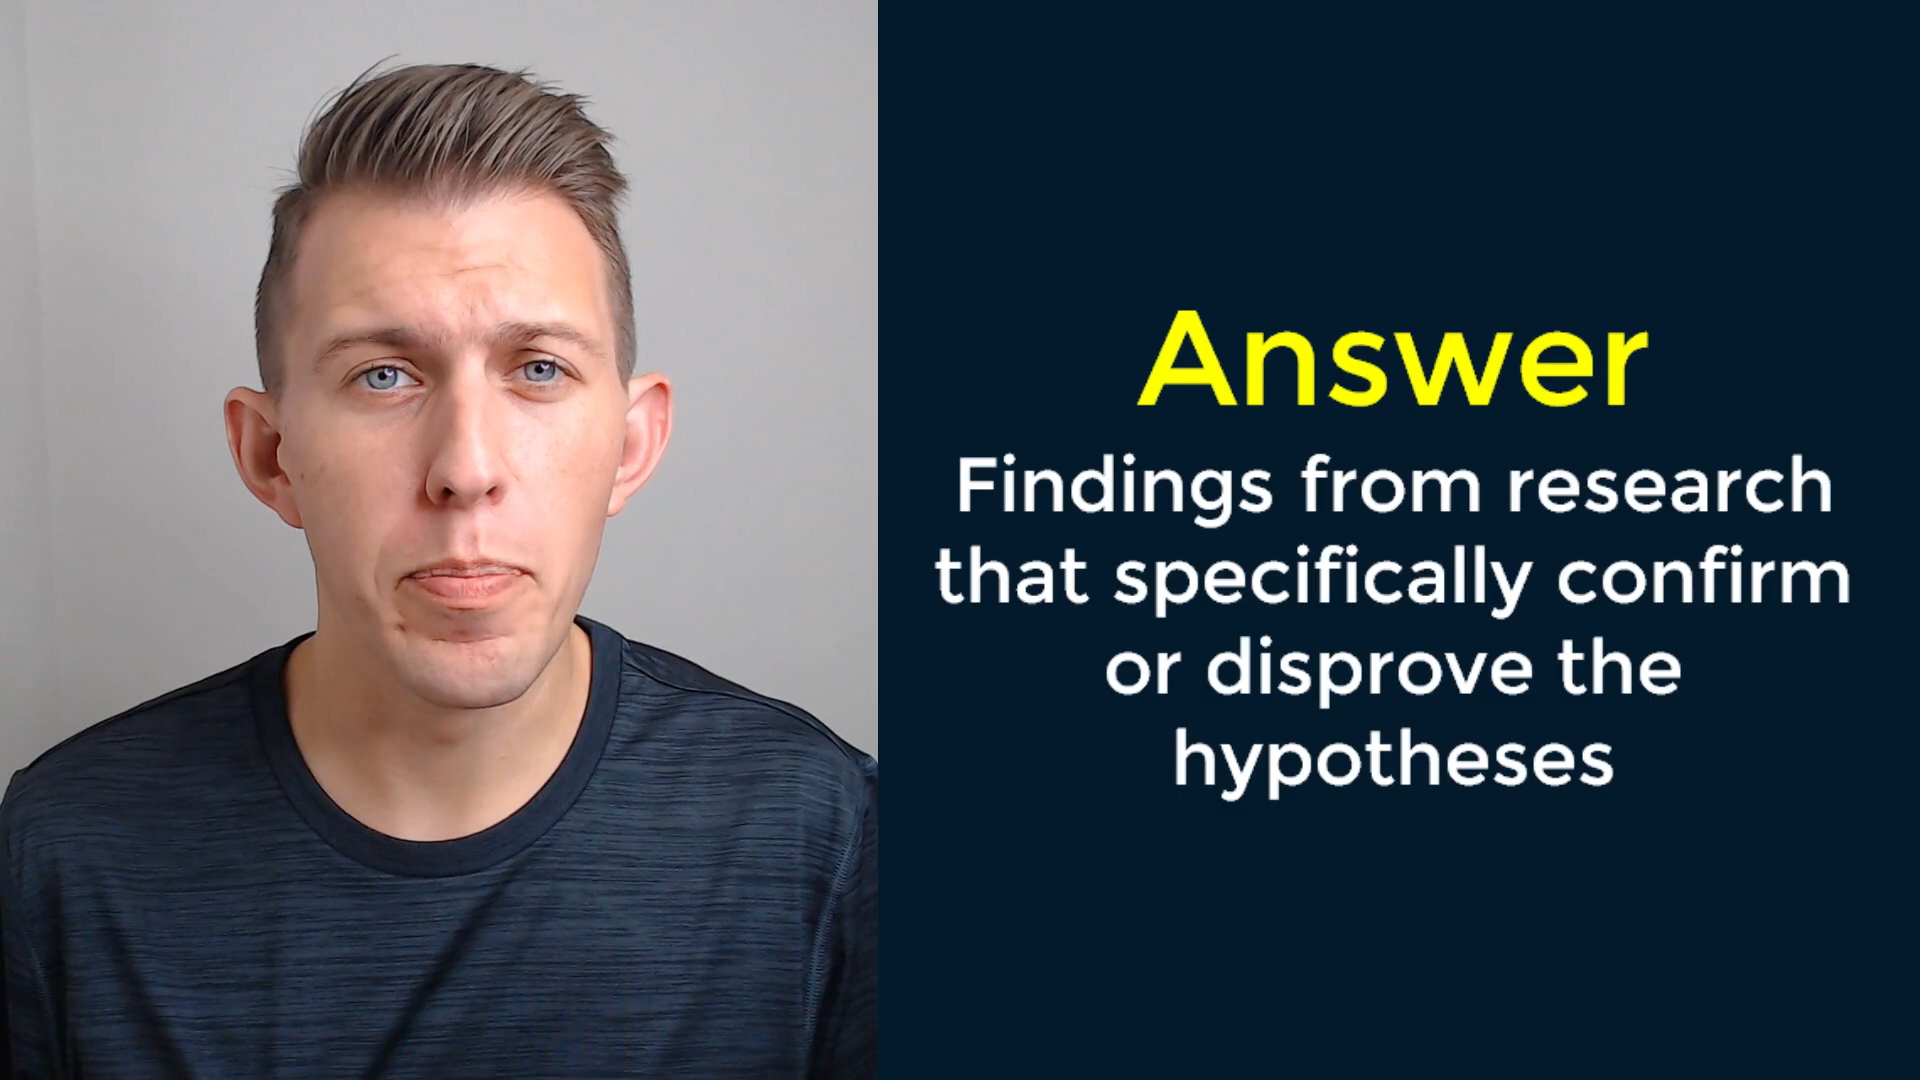 Answer
Findings from research
that specifically confirm
or disprove the
hypotheses